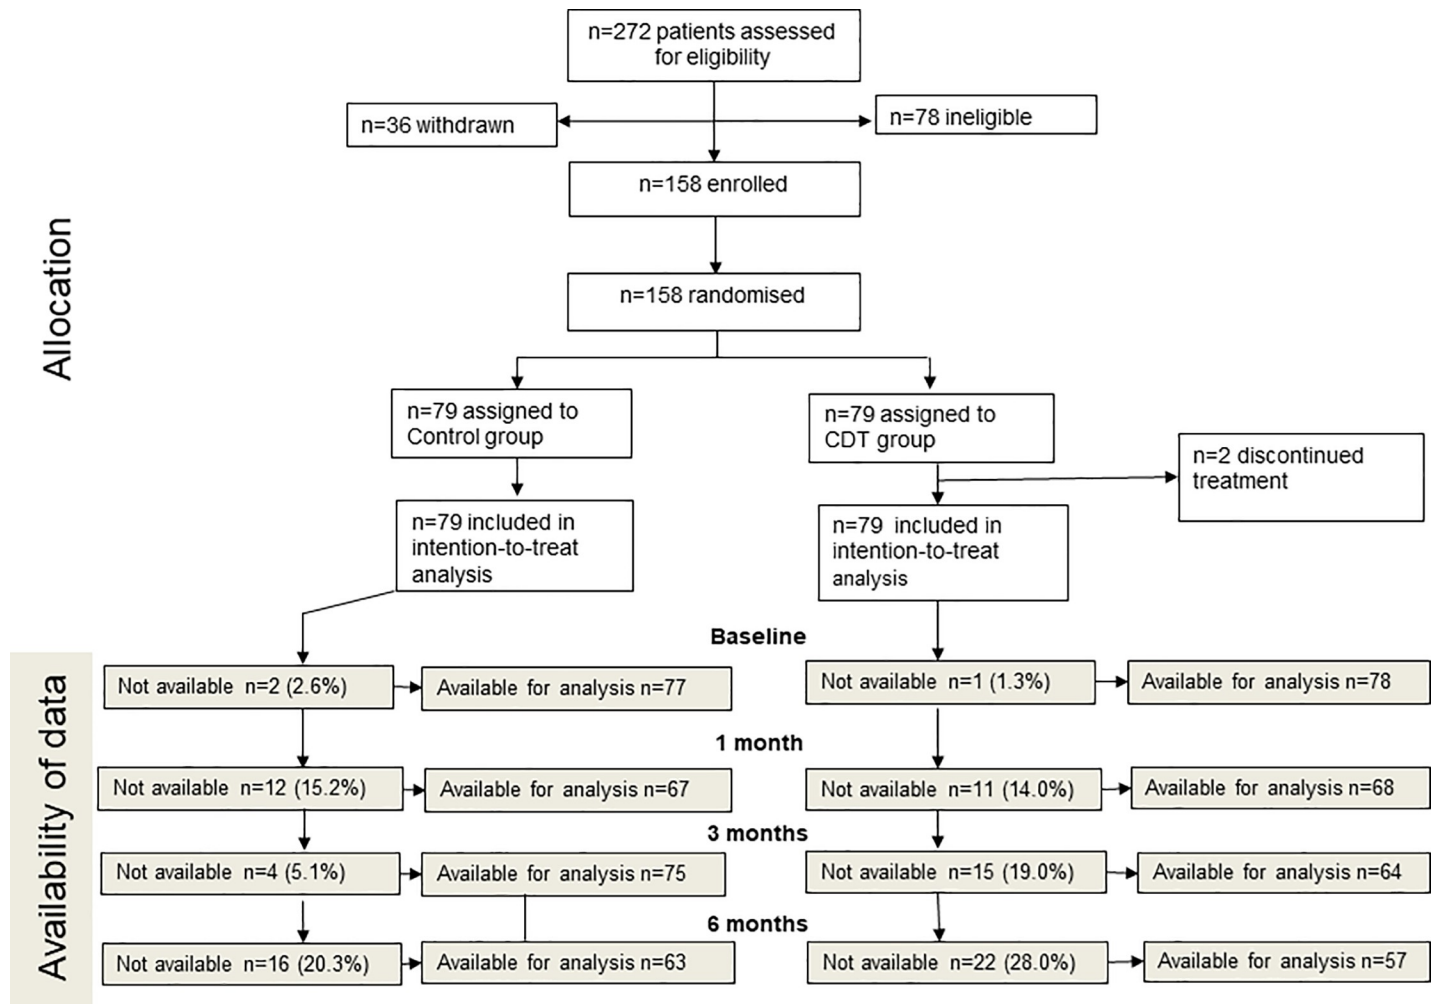 n=272 patients assessed
for eligibility
n=36 withdrawn
n=78 ineligible
n=158 enrolled
Allocation
n=158 randomised
n=79 assigned to
Control group
n=79 assigned to
CDT group
n=2 discontinued
treatment
n=79 included in
intention-to-treat
analysis
n=79 included in
intention-to-treat
analysis
Availability of data
Baseline
Not available n=2 (2.6%)
Available for analysis n=77
Not available n=1 (1.3%)
Available for analysis n=78
1 month
Not available n=12 (15.2%)
Available for analysis n=67
Not available n=11 (14.0%)
Available for analysis n=68
3 months
Not available n=4 (5.1%)
Available for analysis n=75
Not available n=15 (19.0%)
Available for analysis n=64
6 months
Not available n=16 (20.3%)
Available for analysis n=63
Not available n=22 (28.0%)
Available for analysis n=57